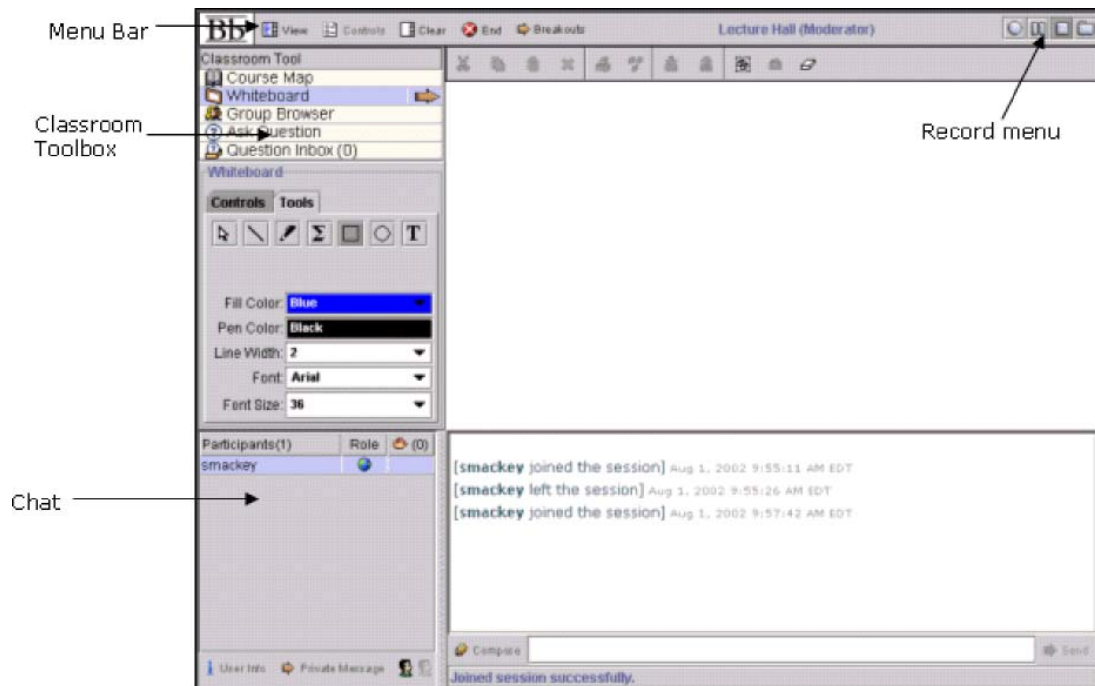 Menu Bar
Bb View Controls Clear End Breakouts Lecture Hall (Moderator)
Record menu
Classroom Tool
Course Map
Whiteboard
Group Browser
Ask Question
Question Inbox (0)
Classroom
Toolbox
Whiteboard
Controls Tools
Σ T
Fill Color: Blue
Pen Color: Black
Line Width: 2
Font: Arial
Font Size: 36
Participants(1) Role (0)
smackey
Chat
[smackey joined the session] Aug 1, 2002 9:55:11 AM EDT
[smackey left the session] Aug 1, 2002 9:55:26 AM EDT
[smackey joined the session] Aug 1, 2002 9:57:42 AM EDT
Compose Send
User Info Private Message
Joined session successfully.